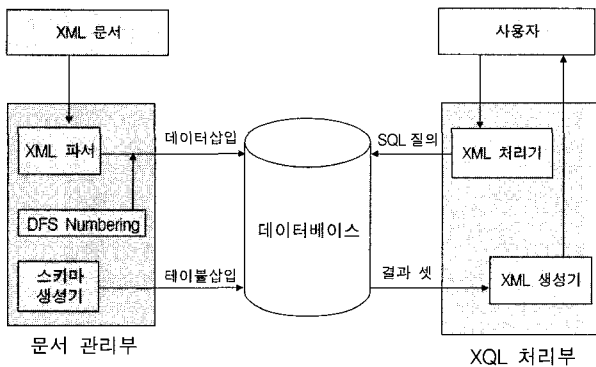 XML 문서
사용자
XML 파서
데이터삽입
SQL 질의
XML 처리기
DFS Numbering
데이터베이스
스키마
생성기
테이블삽입
결과 셋
XML 생성기
문서 관리부
XQL 처리부